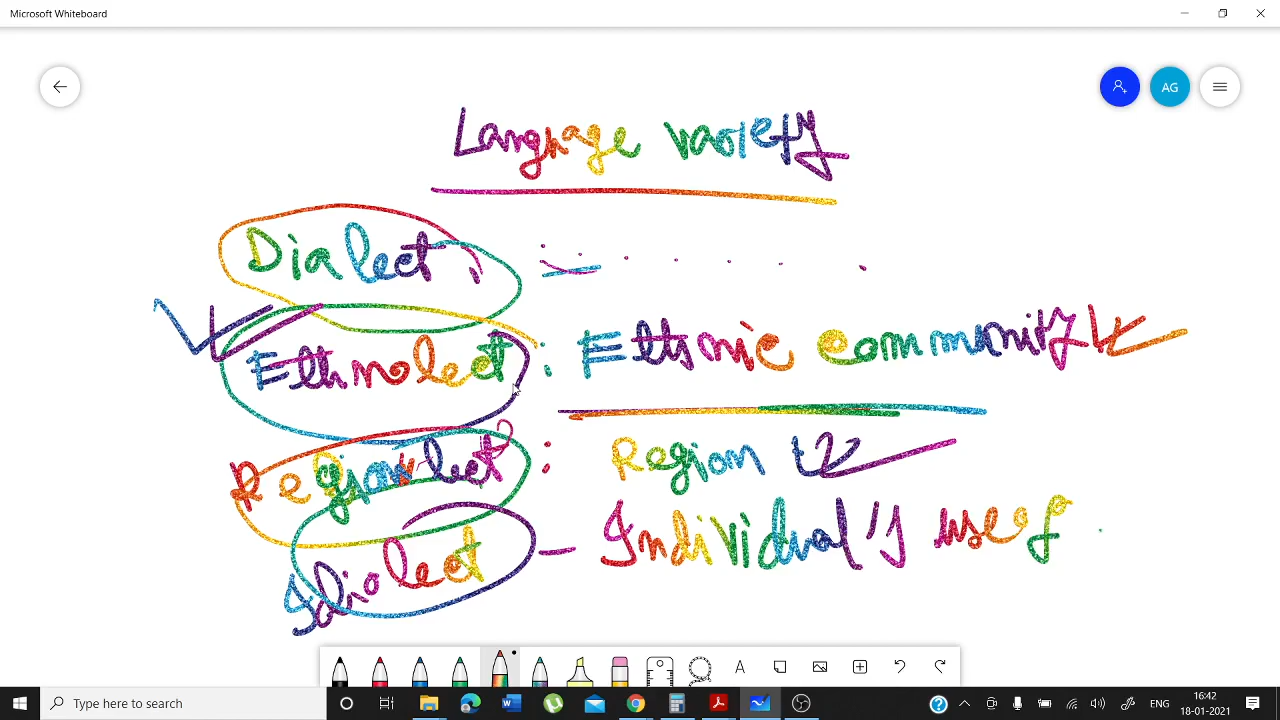 Microsoft Whiteboard
AG
Language variety
Dialect :
Ethnolect : Ethnic community
Regiolect : Region
Idiolect – Individual's use of
A
Type here to search
ENG
16:42
18-01-2021